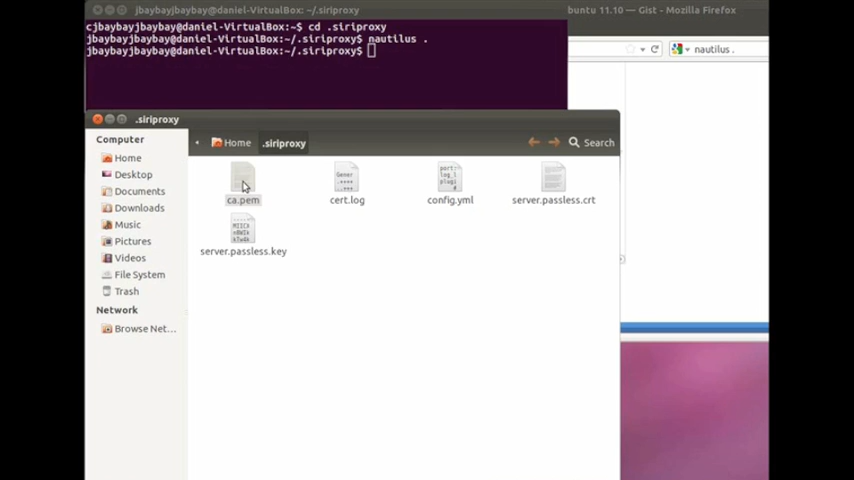 jbaybayjbaybay@daniel-VirtualBox: ~/.siriproxy
buntu 11.10 — Gist - Mozilla Firefox
cjbaybayjbaybay@daniel-VirtualBox:~$ cd .siriproxy
jbaybayjbaybay@daniel-VirtualBox:~/.siriproxy$ nautilus .
jbaybayjbaybay@daniel-VirtualBox:~/.siriproxy$
nautilus .
.siriproxy
Computer
Home
Desktop
Documents
Downloads
Music
Pictures
Videos
File System
Trash
Network
Browse Net...
Home
.siriproxy
Search
ca.pem
cert.log
config.yml
server.passless.crt
server.passless.key